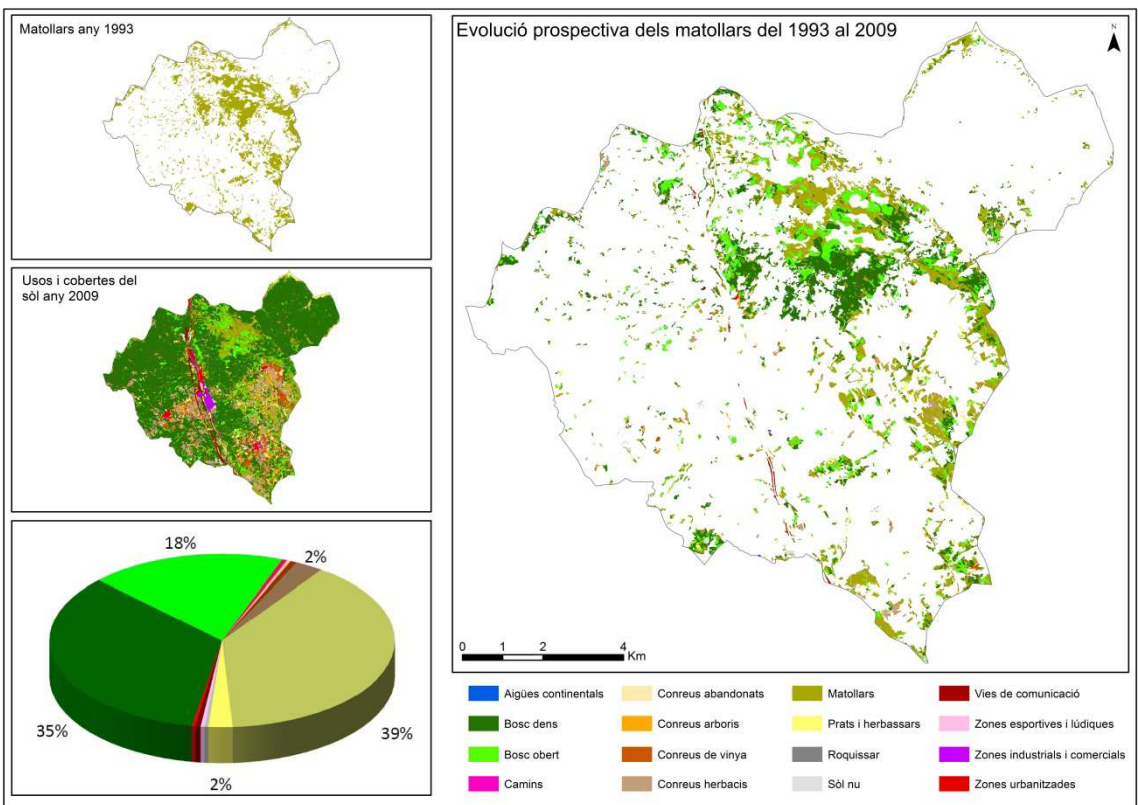 Matollars any 1993
Evolució prospectiva dels matollars del 1993 al 2009
N
Usos i cobertes del
sòl any 2009
18%
2%
35%
39%
2%
0 2 4
Km
Aigües continentals
Bosc dens
Bosc obert
Camins
Conreus abandonats
Conreus arboris
Conreus de vinya
Conreus herbacis
Matollars
Prats i herbassars
Roquissar
Sòl nu
Vies de comunicació
Zones esportives i lúdiques
Zones industrials i comercials
Zones urbanitzades